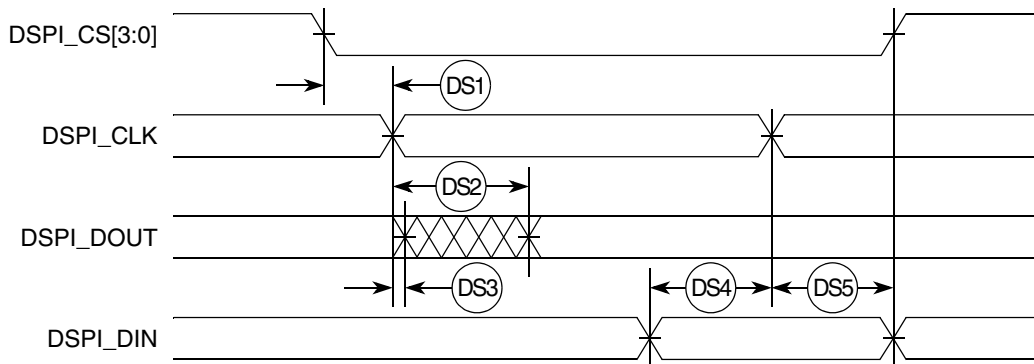 DSPI_CS[3:0]
DS1
DSPI_CLK
DS2
DSPI_DOUT
DS3
DS4
DS5
DSPI_DIN